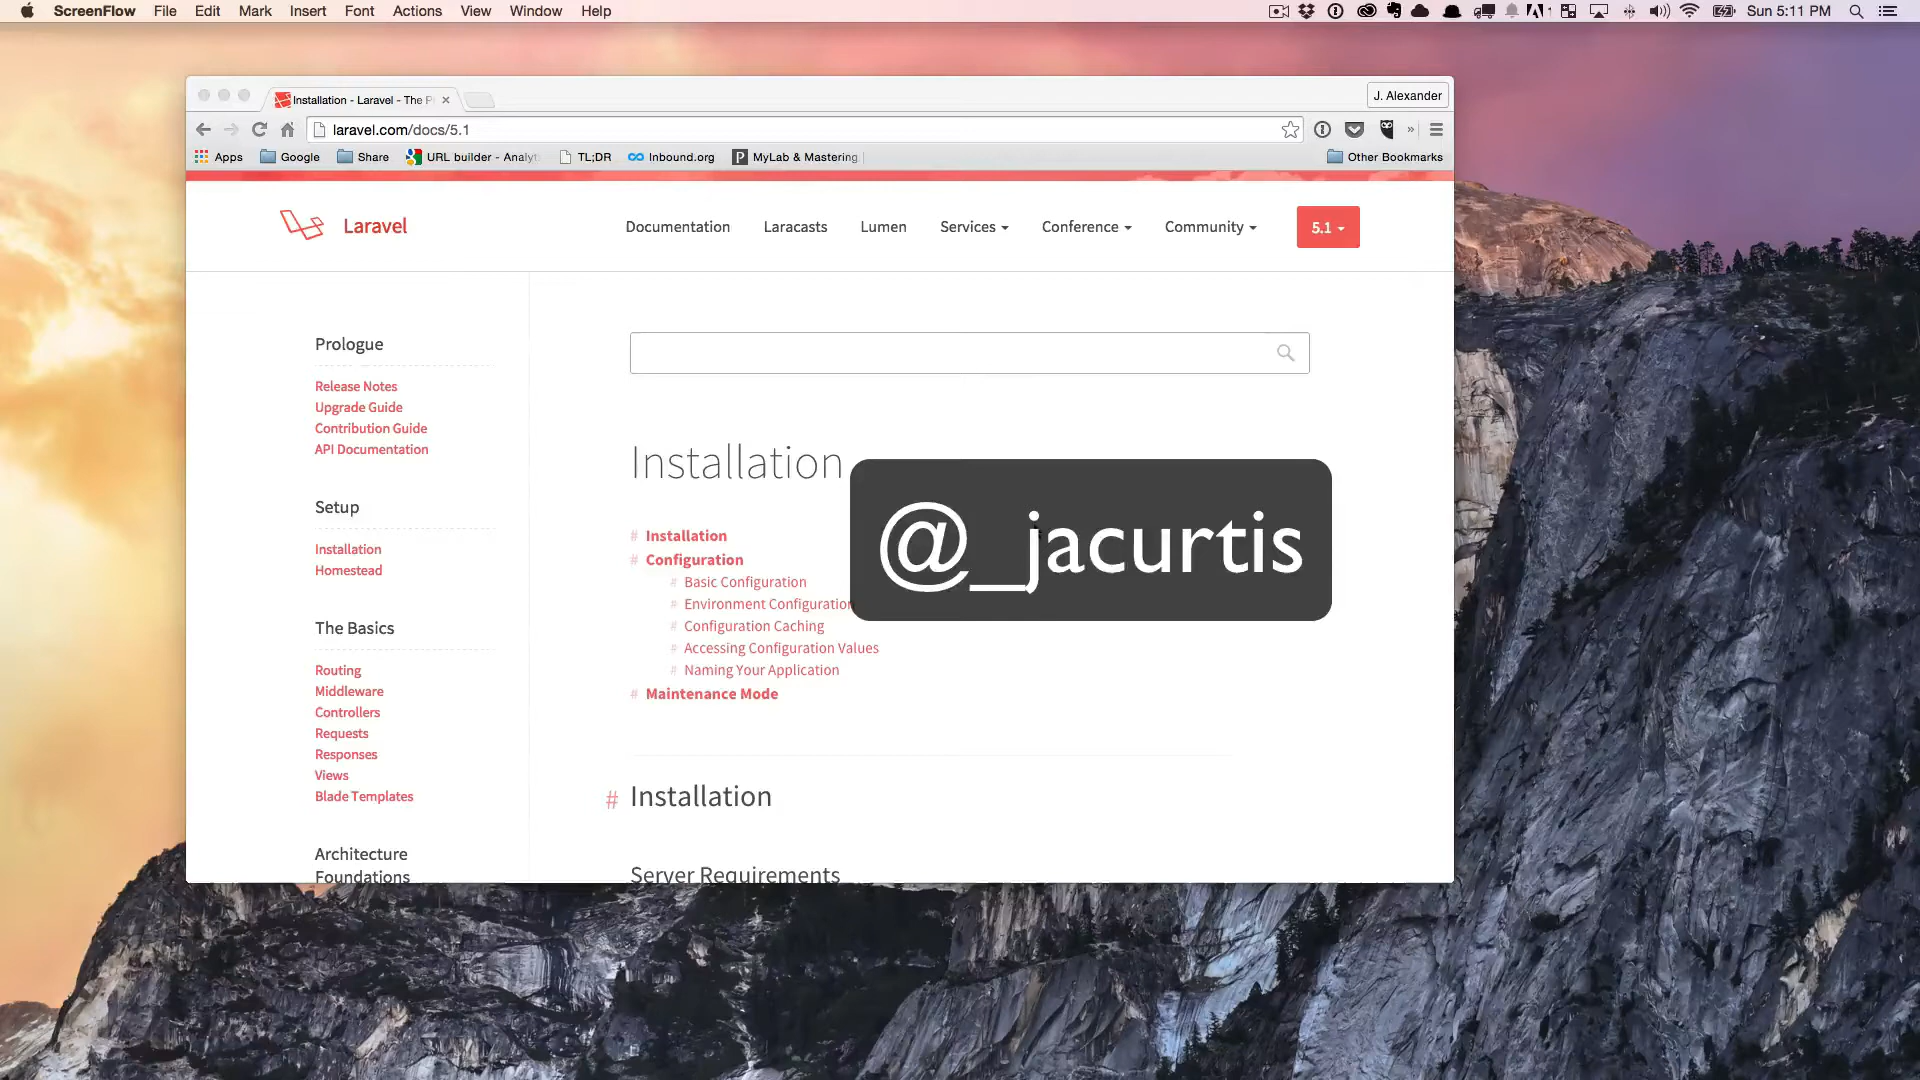 ScreenFlow File Edit Mark Insert Font Actions View Window Help
Sun 5:11 PM
Installation - Laravel - The P
J. Alexander
laravel.com/docs/5.1
Apps Google Share URL builder - Analyt TL;DR Inbound.org MyLab & Mastering Other Bookmarks
Laravel Documentation Laracasts Lumen Services Conference Community 5.1
Prologue
Release Notes
Upgrade Guide
Contribution Guide
API Documentation
Setup
Installation
Homestead
The Basics
Routing
Middleware
Controllers
Requests
Responses
Views
Blade Templates
Architecture
Foundations
Installation
# Installation
# Configuration
# Basic Configuration
# Environment Configuration
# Configuration Caching
# Accessing Configuration Values
# Naming Your Application
# Maintenance Mode
@_jacurtis
# Installation
Server Requirements